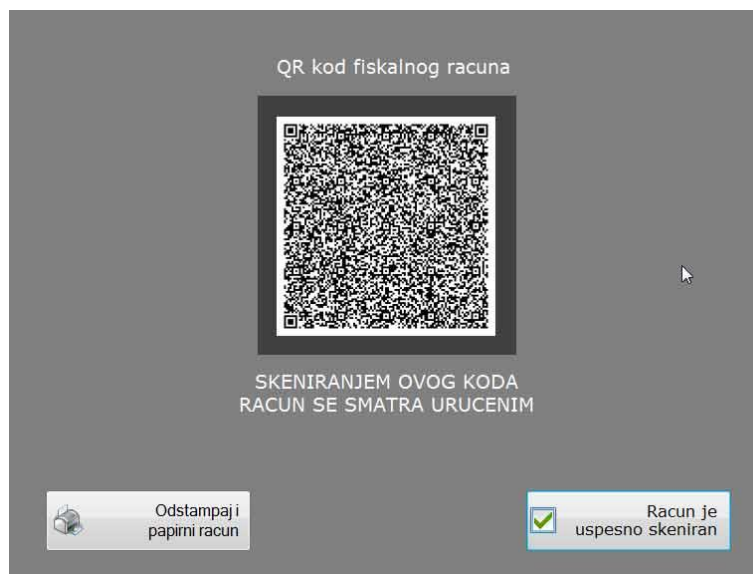 QR kod fiskalnog racuna
SKENIRANJEM OVOG KODA
RACUN SE SMATRA URUCENIM
Odstampaj i
papirni racun
Racun je
uspesno skeniran